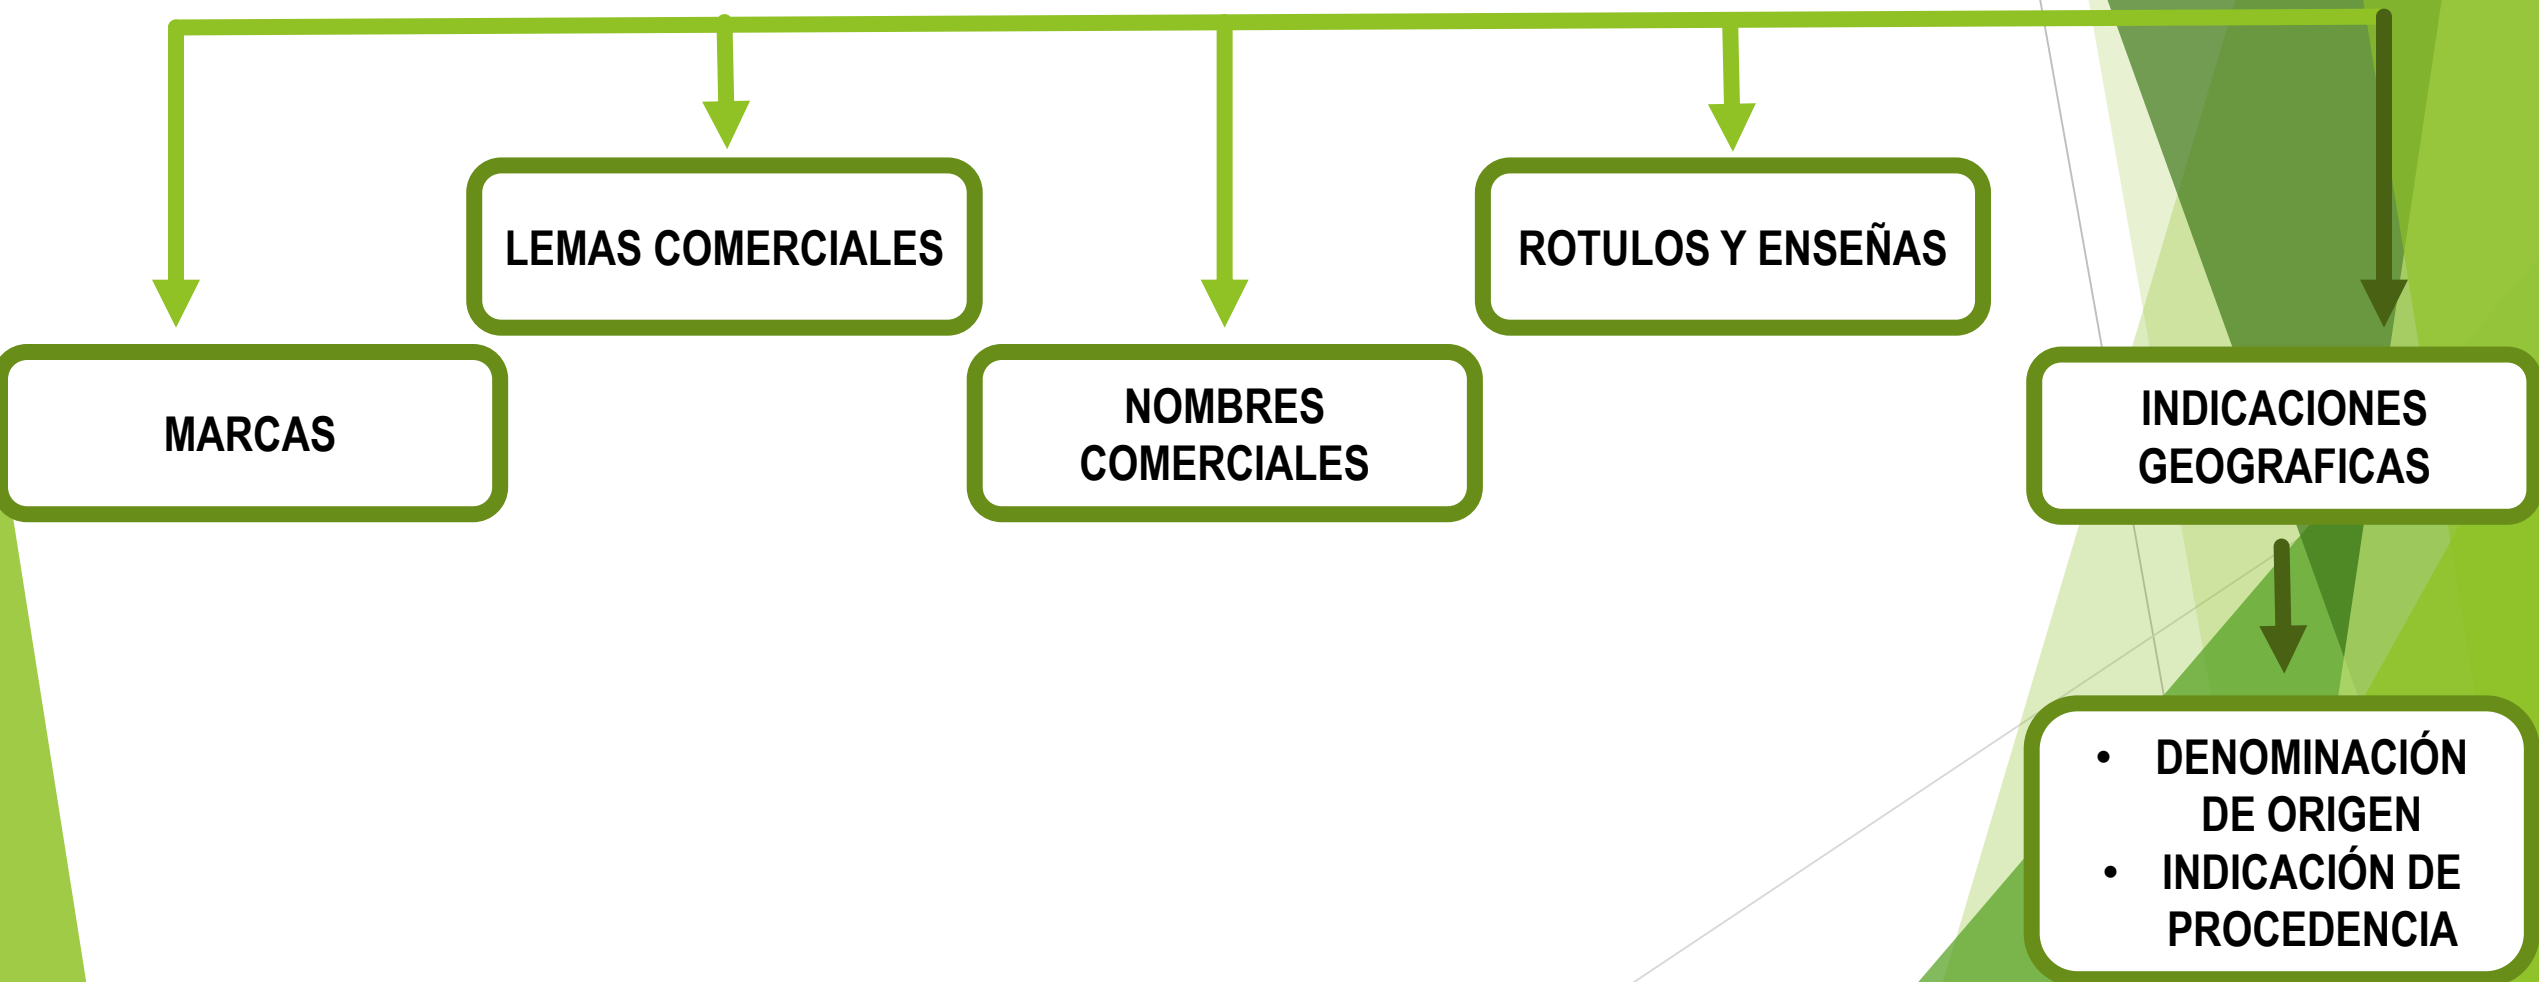 LEMAS COMERCIALES
ROTULOS Y ENSEÑAS
MARCAS
NOMBRES
COMERCIALES
INDICACIONES
GEOGRAFICAS
• DENOMINACIÓN
DE ORIGEN
• INDICACIÓN DE
PROCEDENCIA